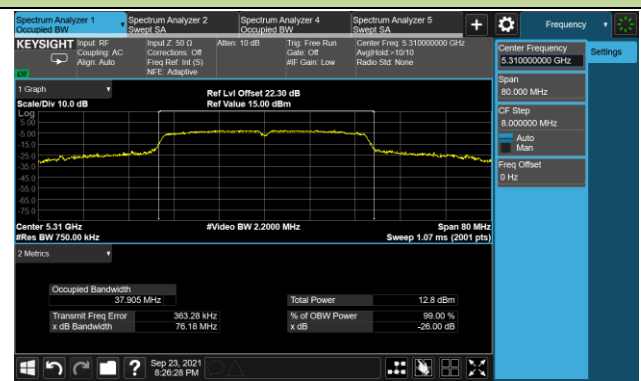 Spectrum Analyzer 1
Occupied BW
Spectrum Analyzer 2
Swept SA
Spectrum Analyzer 4
Occupied BW
Spectrum Analyzer 5
Swept SA
+
Frequency
KEYSIGHT
Input: RF
Coupling: AC
Align: Auto
Input Z: 50 Ω
Corrections: Off
Freq Ref: Int (S)
NFE: Adaptive
Atten: 10 dB
Trig: Free Run
Gate: Off
#IF Gain: Low
Center Freq: 5.310000000 GHz
Avg|Hold:>10/10
Radio Std: None
Center Frequency
5.310000000 GHz
Settings
Span
80.000 MHz
CF Step
8.000000 MHz
Auto
Man
Freq Offset
0 Hz
1 Graph
Scale/Div 10.0 dB
Ref Lvl Offset 22.30 dB
Ref Value 15.00 dBm
Log
5.00
-5.00
-15.0
-25.0
-35.0
-45.0
-55.0
-65.0
-75.0
Center 5.31 GHz
#Video BW 2.2000 MHz
Span 80 MHz
#Res BW 750.00 kHz
Sweep 1.07 ms (2001 pts)
2 Metrics
Occupied Bandwidth
37.905 MHz
Total Power 12.8 dBm
Transmit Freq Error 363.28 kHz
% of OBW Power 99.00 %
x dB Bandwidth 76.18 MHz
x dB -26.00 dB
?
Sep 23, 2021
8:26:28 PM